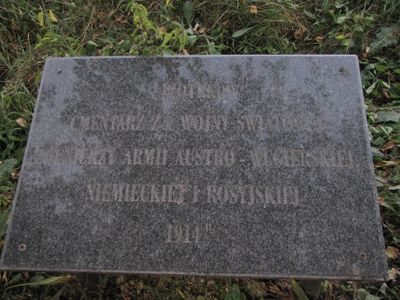 CMENTARZ Z I WOJNY ŚWIATOWEJ
ŻOŁNIERZY ARMII AUSTRO - WĘGIERSKIEJ
NIEMIECKIEJ I ROSYJSKIEJ
1914